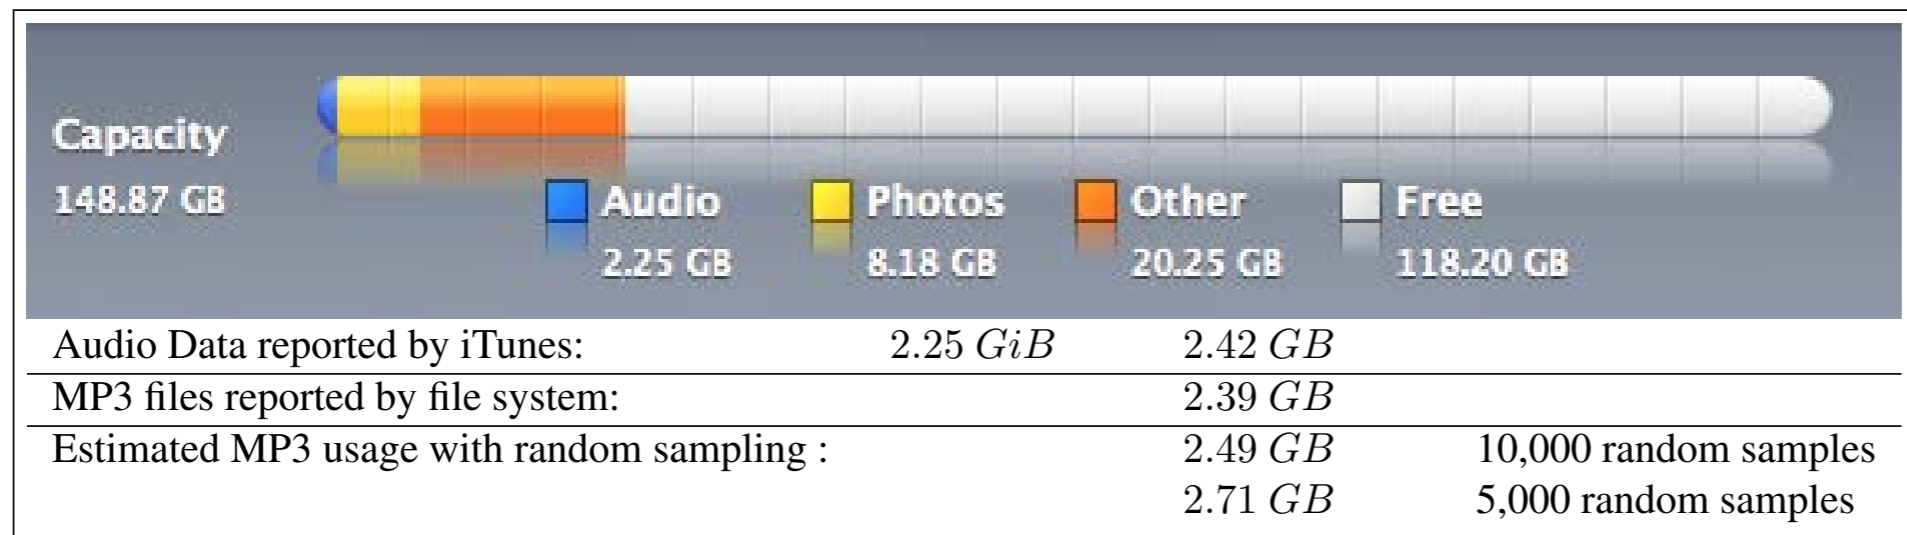 Capacity
148.87 GB
Audio Photos Other Free
2.25 GB 8.18 GB 20.25 GB 118.20 GB
Audio Data reported by iTunes: 2.25 GiB 2.42 GB
MP3 files reported by file system: 2.39 GB
Estimated MP3 usage with random sampling : 2.49 GB 10,000 random samples
2.71 GB 5,000 random samples